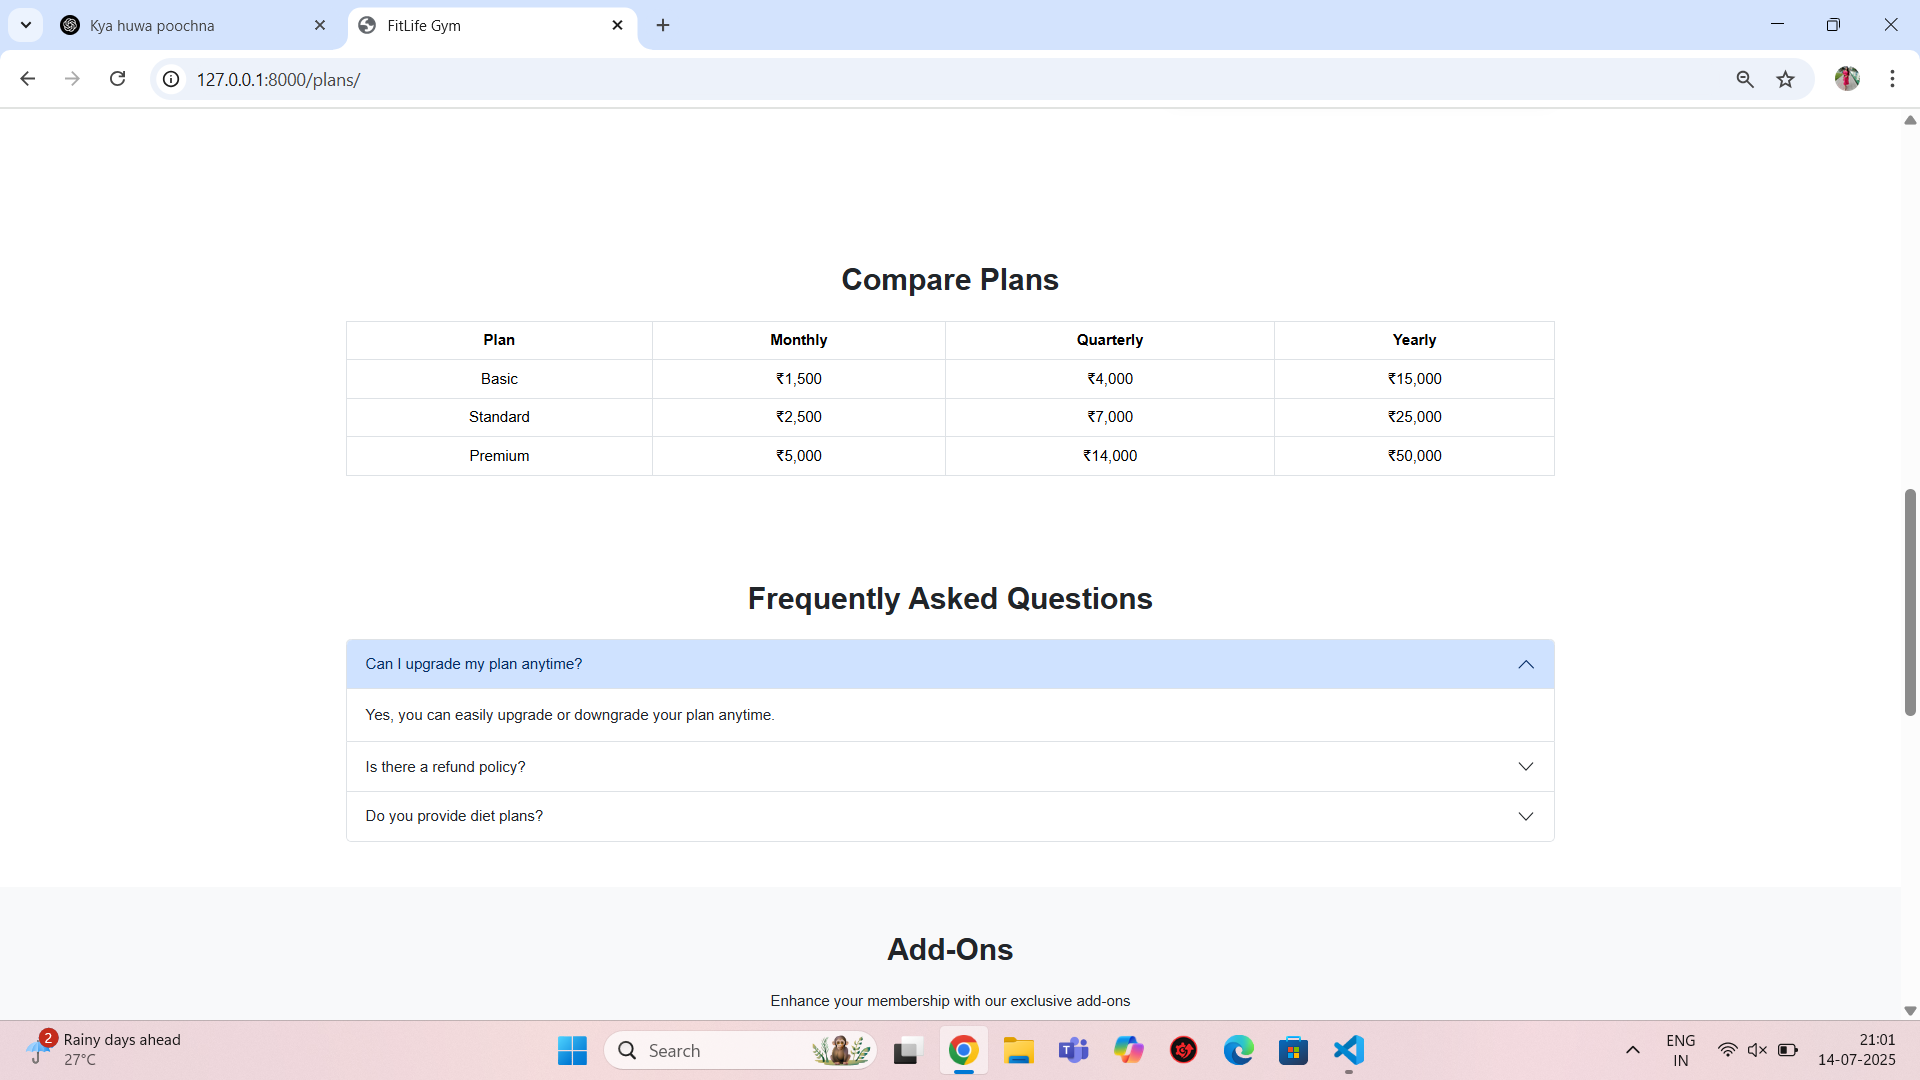 Kya huwa poochna
FitLife Gym
127.0.0.1:8000/plans/
Compare Plans
Plan Monthly Quarterly Yearly
Basic ₹1,500 ₹4,000 ₹15,000
Standard ₹2,500 ₹7,000 ₹25,000
Premium ₹5,000 ₹14,000 ₹50,000
Frequently Asked Questions
Can I upgrade my plan anytime?
Yes, you can easily upgrade or downgrade your plan anytime.
Is there a refund policy?
Do you provide diet plans?
Add-Ons
Enhance your membership with our exclusive add-ons
2
Rainy days ahead
27°C
Search
ENG
IN
21:01
14-07-2025